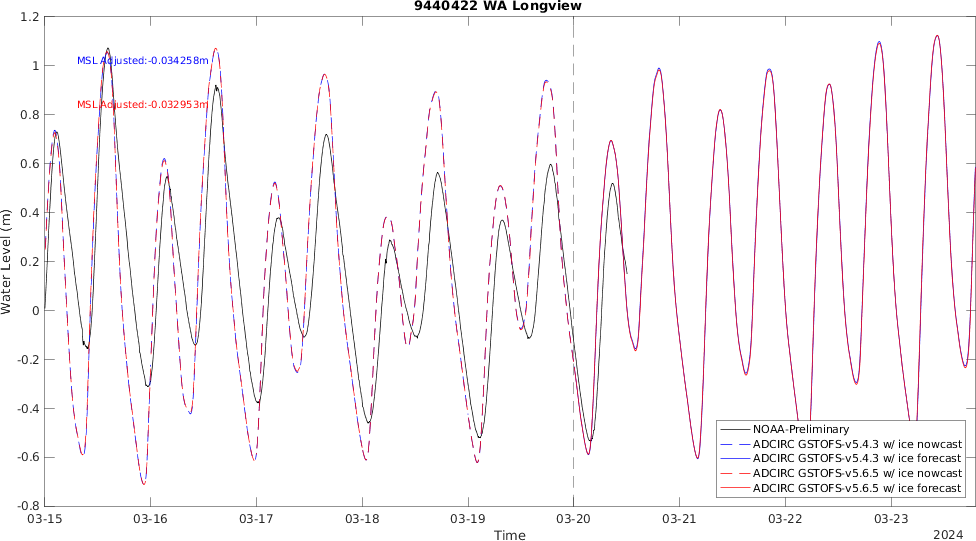 9440422 WA Longview
MSL Adjusted:-0.034258m
MSL Adjusted:-0.032953m
Water Level (m)
1.2
1
0.8
0.6
0.4
0.2
0
-0.2
-0.4
-0.6
-0.8
NOAA-Preliminary
ADCIRC GSTOFS-v5.4.3 w/ ice nowcast
ADCIRC GSTOFS-v5.4.3 w/ ice forecast
ADCIRC GSTOFS-v5.6.5 w/ ice nowcast
ADCIRC GSTOFS-v5.6.5 w/ ice forecast
03-15 03-16 03-17 03-18 03-19 03-20 03-21 03-22 03-23
Time
2024